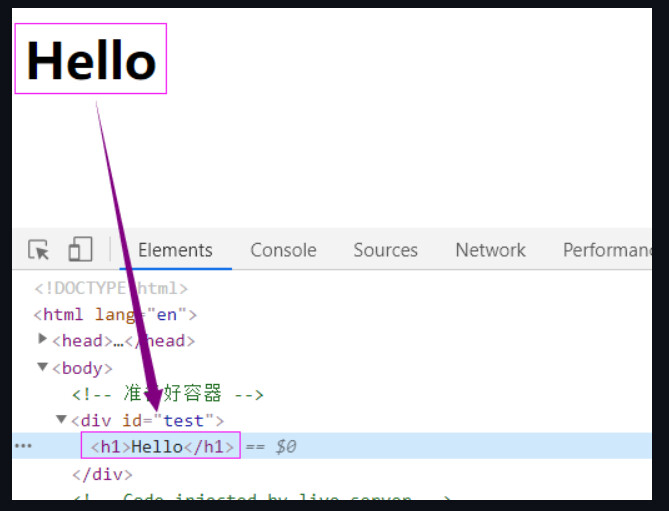 Hello
Elements Console Sources Network Performanc
<!DOCTYPE html>
<html lang="en">
<head>…</head>
<body>
<!-- 准备好容器 -->
<div id="test">
<h1>Hello</h1> == $0
</div>
<!-- Code injected by live-server -->